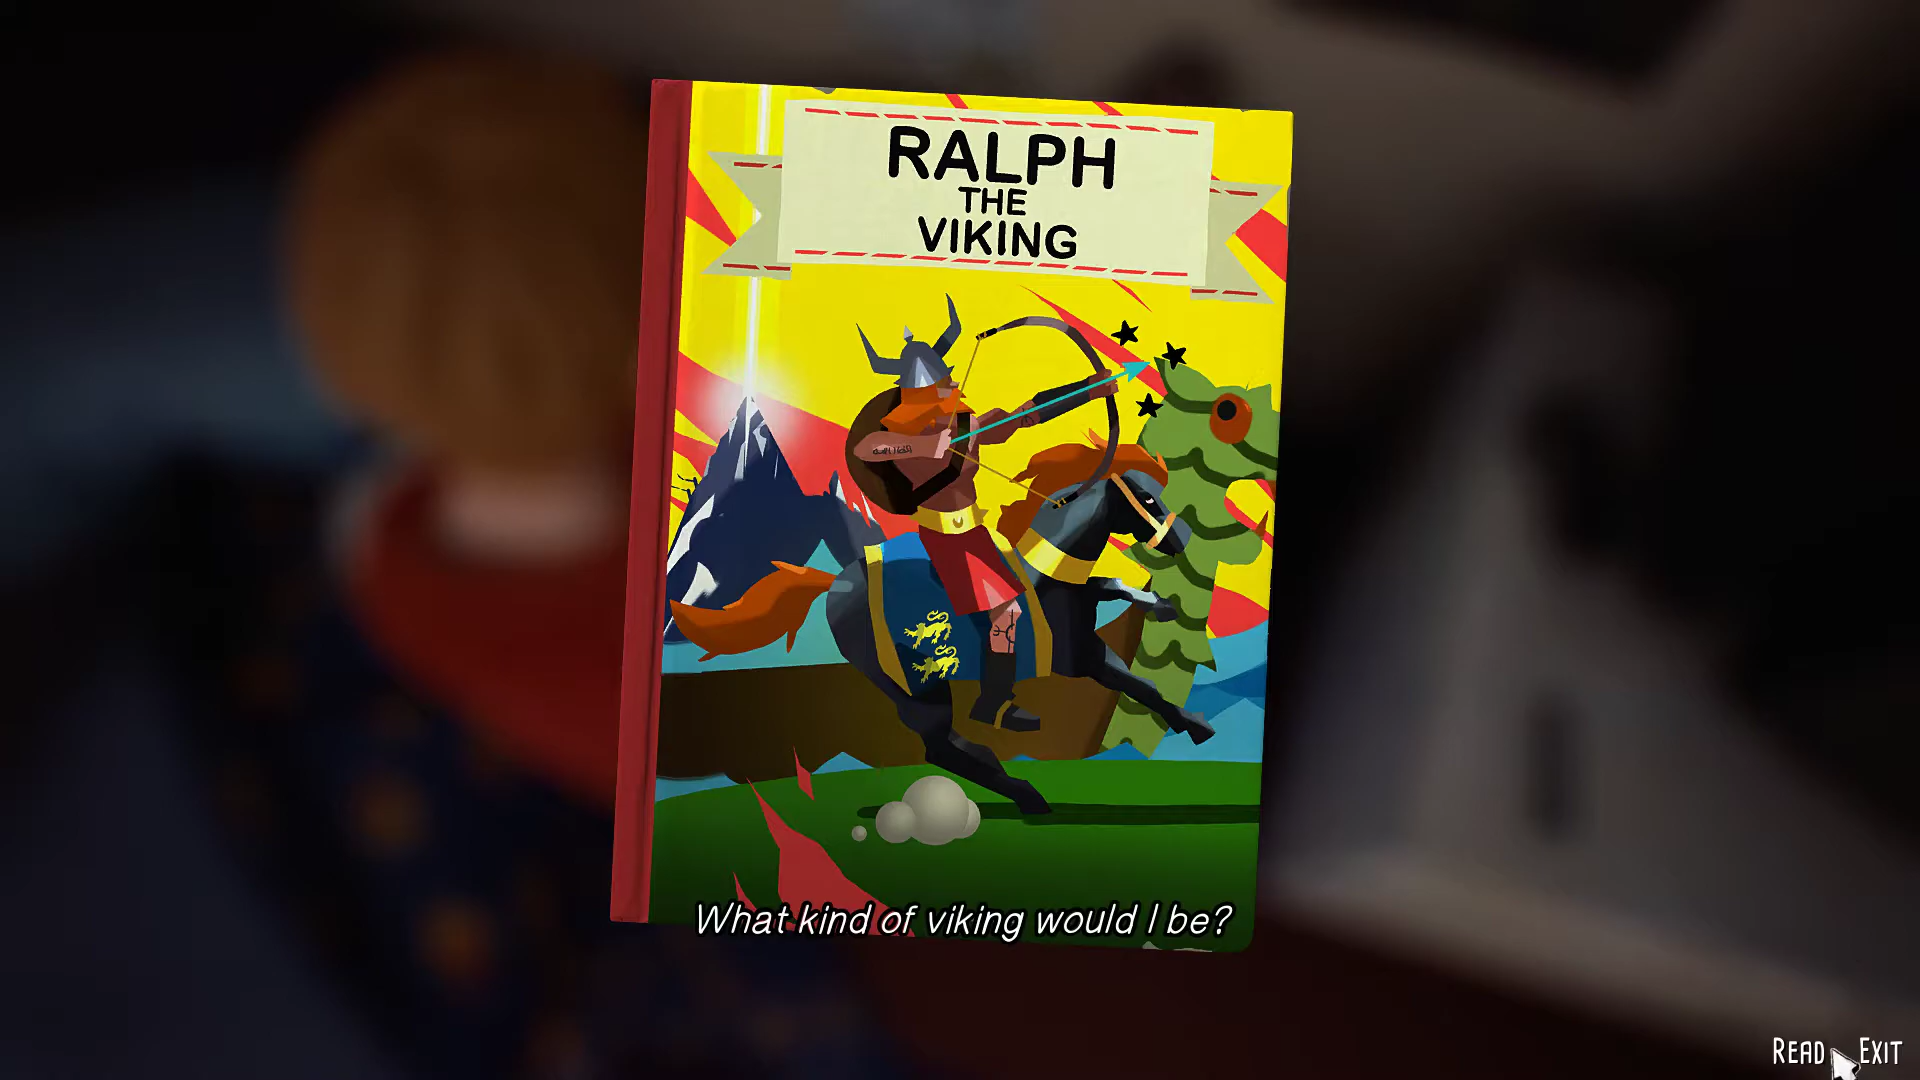 RALPH
THE
VIKING
What kind of viking would I be?
READ
EXIT